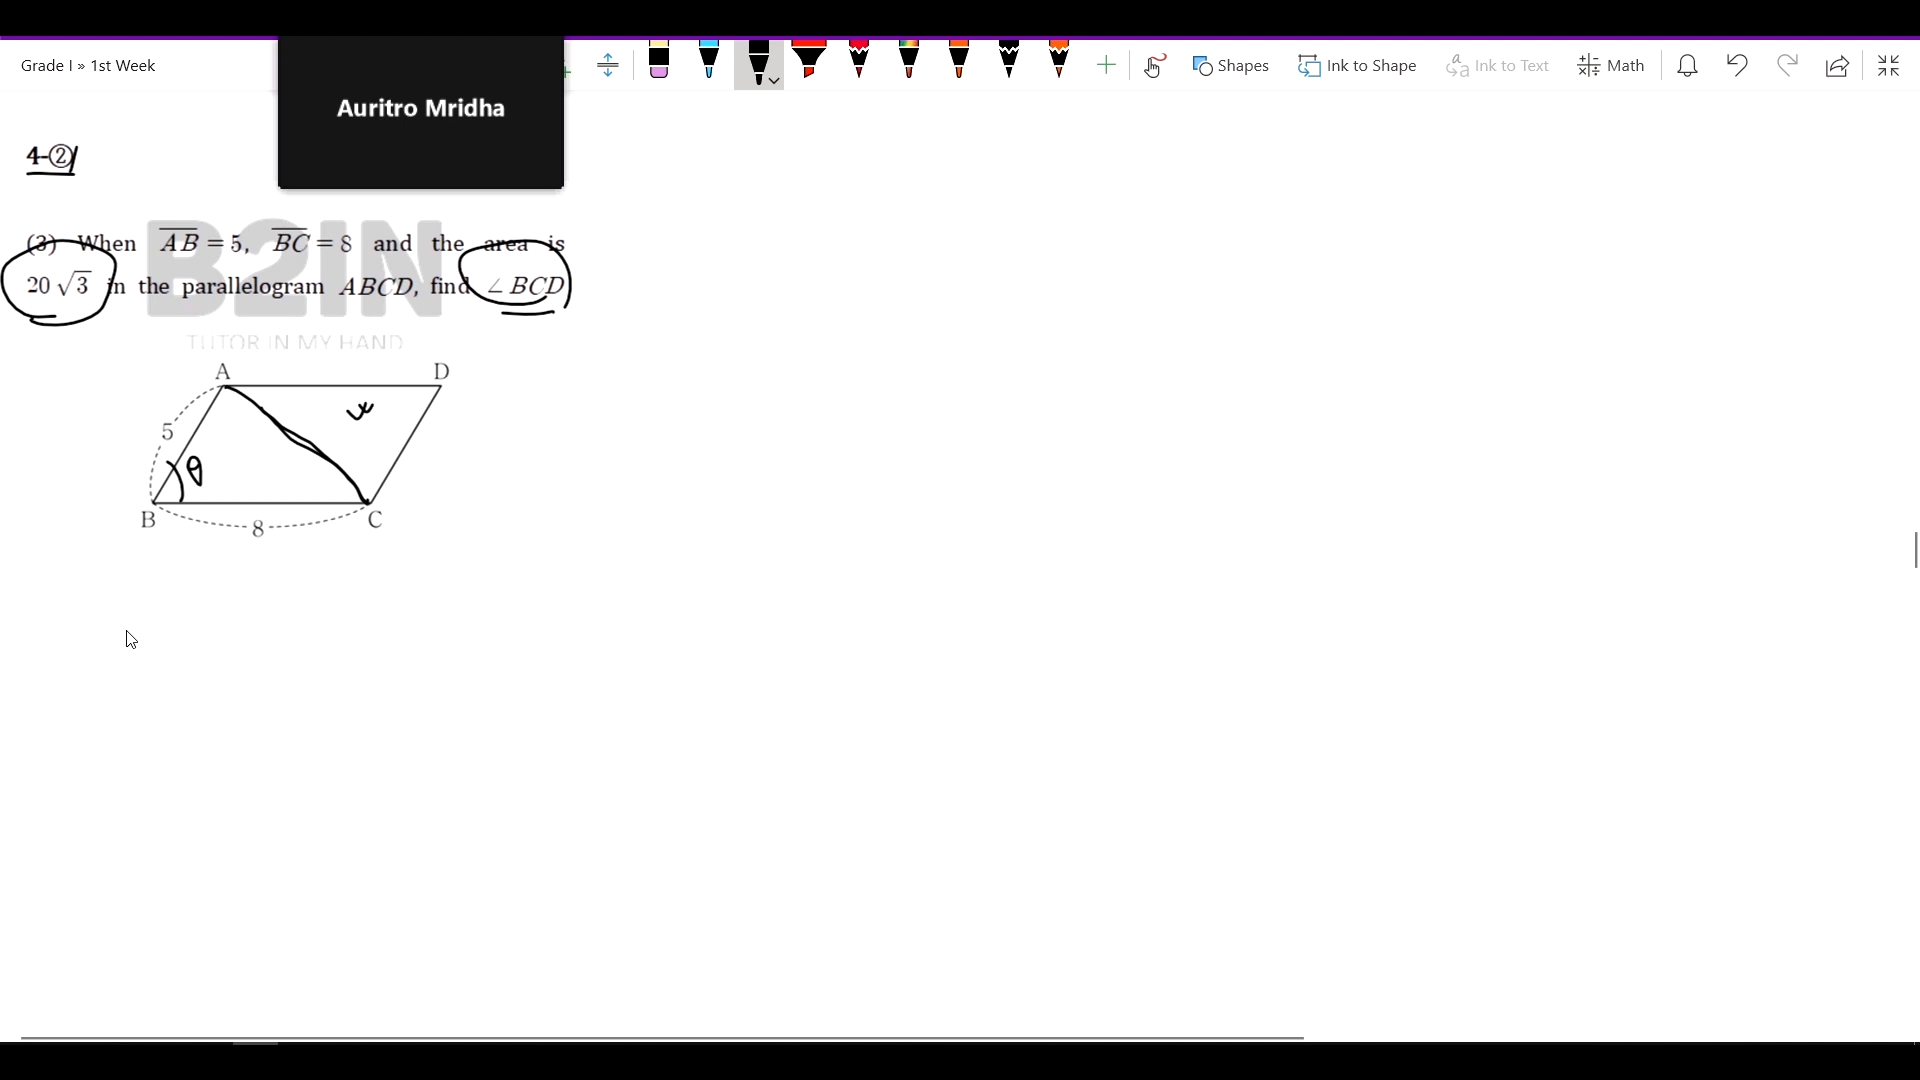 Grade I » 1st Week
Auritro Mridha
Shapes
Ink to Shape
Ink to Text
Math
4-②
(3) When AB = 5, BC = 8 and the area is
20√3 in the parallelogram ABCD, find ∠BCD
B2IN
TUTOR IN MY HAND
A D
5
θ
B C
8